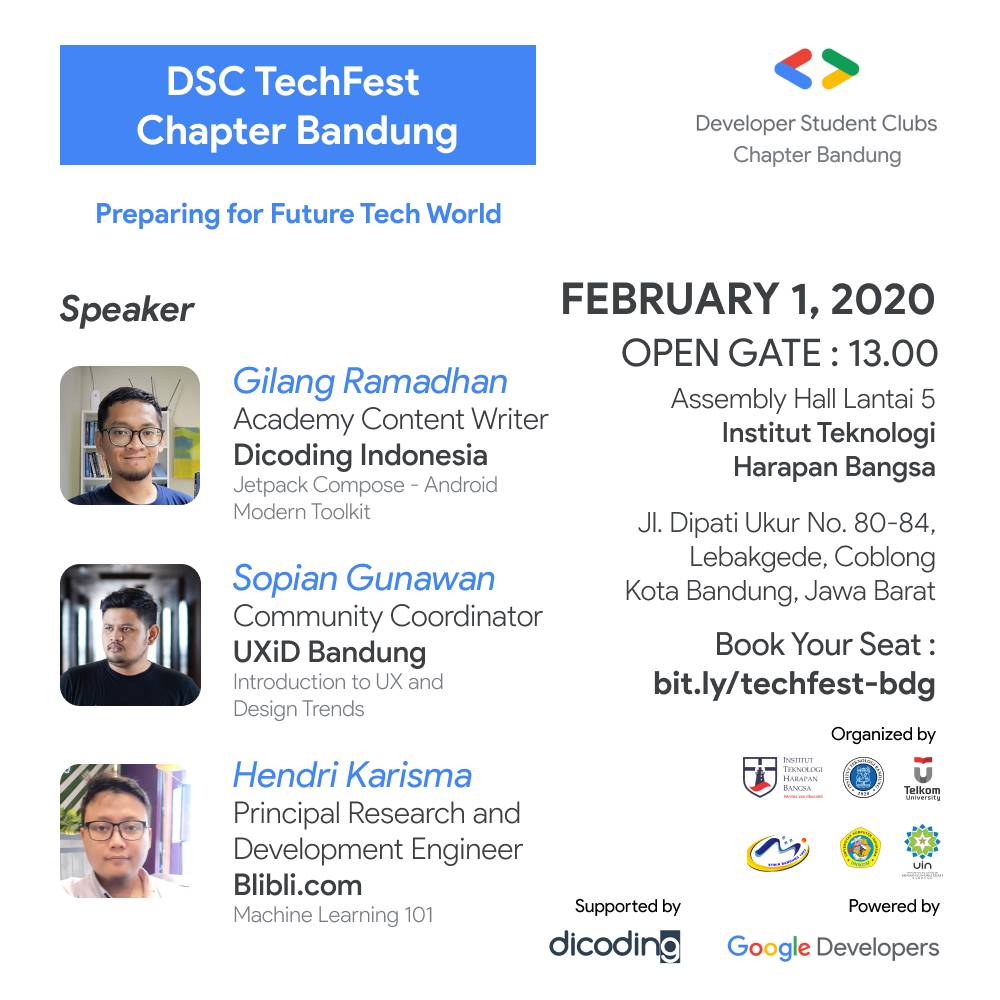 DSC TechFest
Chapter Bandung
Developer Student Clubs
Chapter Bandung
Preparing for Future Tech World
Speaker
Gilang Ramadhan
Academy Content Writer
Dicoding Indonesia
Jetpack Compose - Android
Modern Toolkit
Sopian Gunawan
Community Coordinator
UXiD Bandung
Introduction to UX and
Design Trends
Hendri Karisma
Principal Research and
Development Engineer
Blibli.com
Machine Learning 101
FEBRUARY 1, 2020
OPEN GATE : 13.00
Assembly Hall Lantai 5
Institut Teknologi
Harapan Bangsa
Jl. Dipati Ukur No. 80-84,
Lebakgede, Coblong
Kota Bandung, Jawa Barat
Book Your Seat :
bit.ly/techfest-bdg
Organized by
INSTITUT
TEKNOLOGI
HARAPAN
BANGSA
INSTITUT TEKNOLOGI BANDUNG
1920
Telkom
University
uin
Supported by
dicoding
Powered by
Google Developers